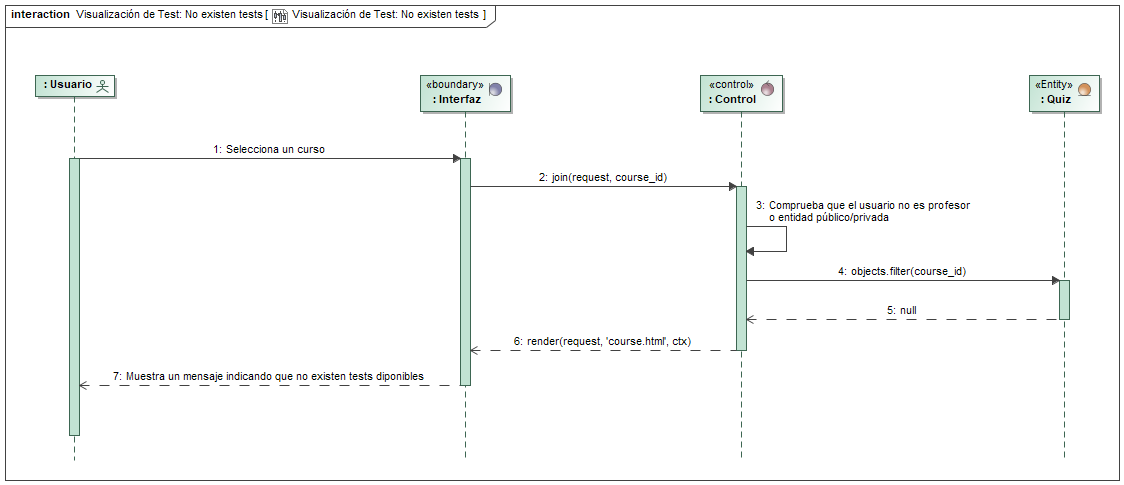 interaction Visualización de Test: No existen tests [ Visualización de Test: No existen tests ]
: Usuario
«boundary»
: Interfaz
«control»
: Control
«Entity»
: Quiz
1: Selecciona un curso
2: join(request, course_id)
3: Comprueba que el usuario no es profesor
o entidad público/privada
4: objects.filter(course_id)
5: null
6: render(request, 'course.html', ctx)
7: Muestra un mensaje indicando que no existen tests diponibles